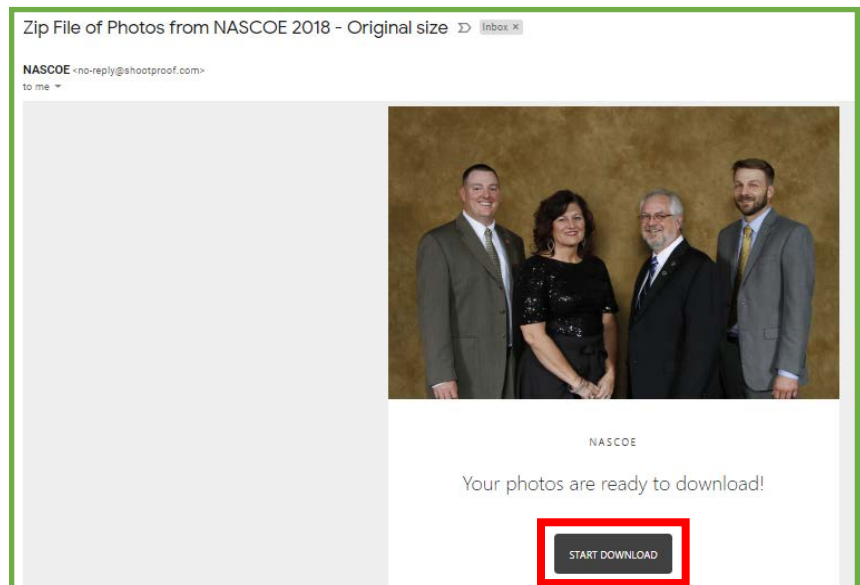 Zip File of Photos from NASCOE 2018 - Original size Inbox ×
NASCOE <no-reply@shootproof.com>
to me
NASCOE
Your photos are ready to download!
START DOWNLOAD